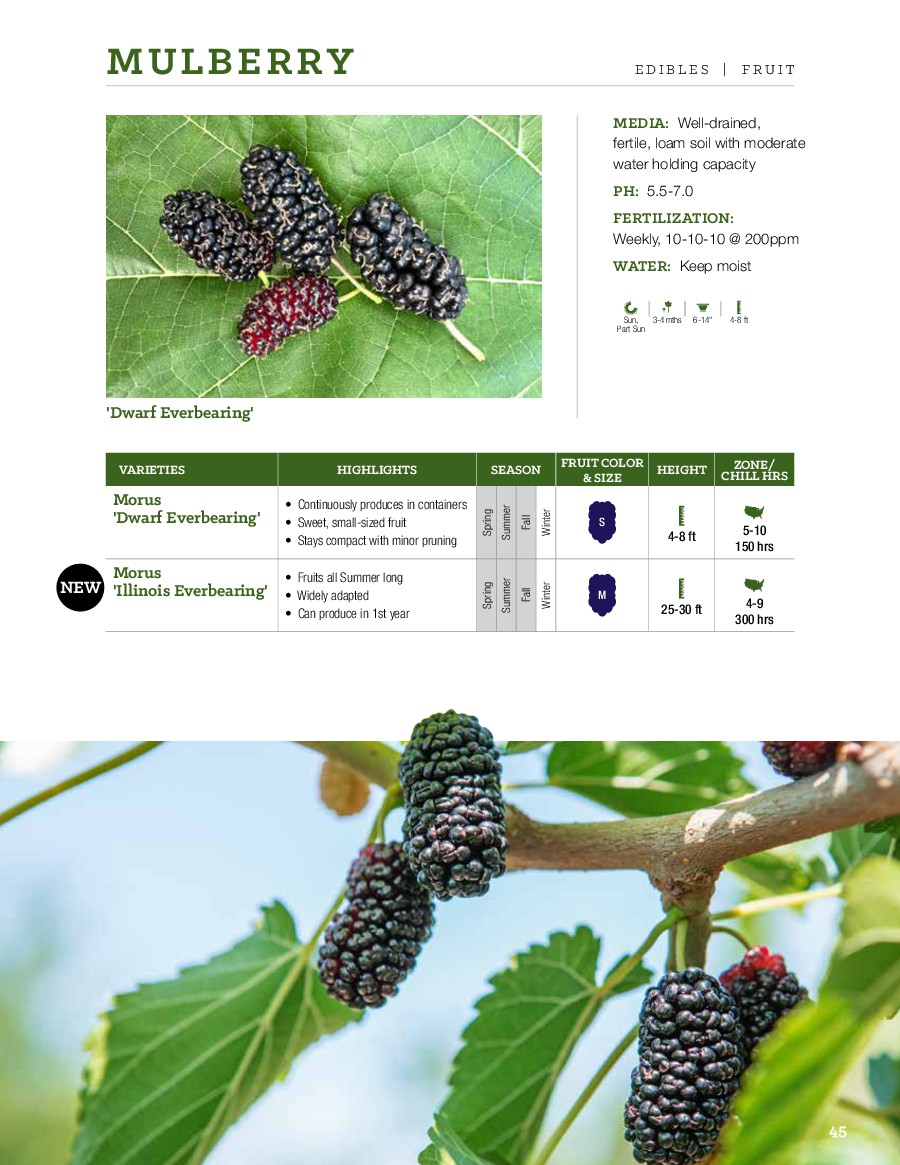 MULBERRY
EDIBLES | FRUIT
MEDIA: Well-drained,
fertile, loam soil with moderate
water holding capacity
PH: 5.5-7.0
FERTILIZATION:
Weekly, 10-10-10 @ 200ppm
WATER: Keep moist
Sun,
Part Sun
3-4 mths
6-14"
4-8 ft
'Dwarf Everbearing'
VARIETIES
HIGHLIGHTS
SEASON
FRUIT COLOR
& SIZE
HEIGHT
ZONE/
CHILL HRS
Morus
'Dwarf Everbearing'
• Continuously produces in containers
• Sweet, small-sized fruit
• Stays compact with minor pruning
Spring
Summer
Fall
Winter
S
4-8 ft
5-10
150 hrs
NEW
Morus
'Illinois Everbearing'
• Fruits all Summer long
• Widely adapted
• Can produce in 1st year
Spring
Summer
Fall
Winter
M
25-30 ft
4-9
300 hrs
45